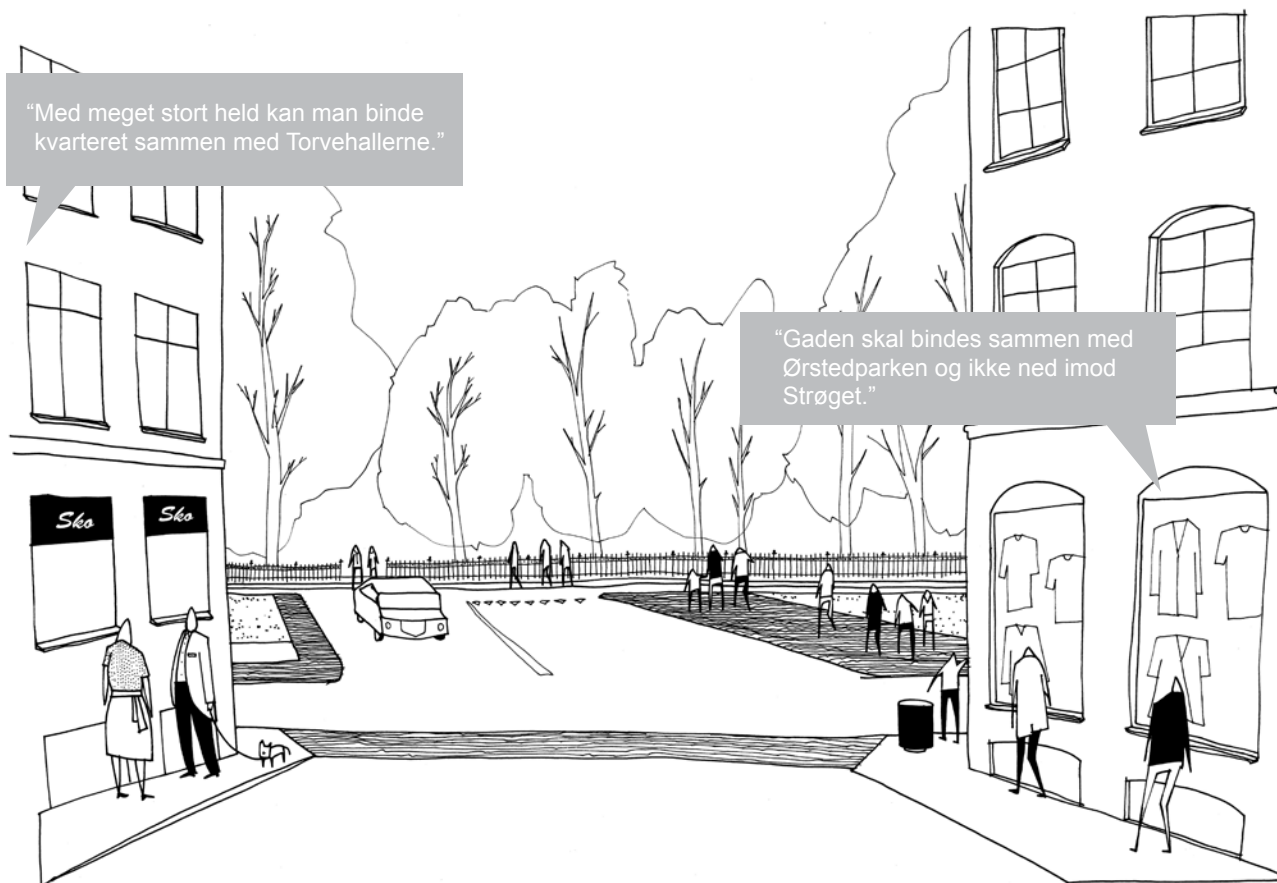 “Med meget stort held kan man binde
kvarteret sammen med Torvehallerne.”
“Gaden skal bindes sammen med
Ørstedparken og ikke ned imod
Strøget.”
Sko
Sko